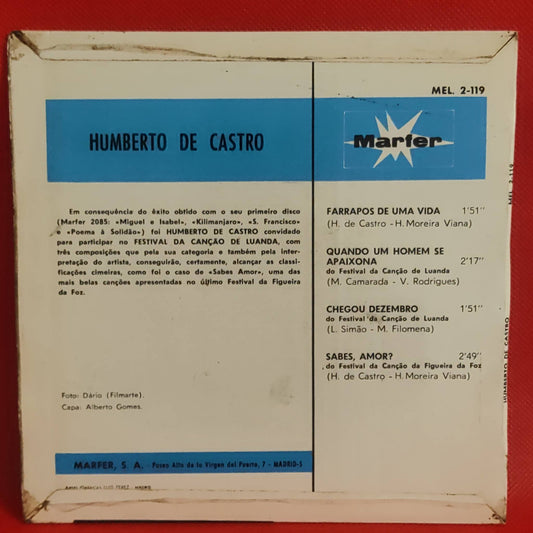 MEL. 2-119
HUMBERTO DE CASTRO
Marfer
Em consequência do êxito obtido com o seu primeiro disco
(Marfer 2085: «Miguel e Isabel», «Kilimanjaro», «S. Francisco»
e «Poema à Solidão») foi HUMBERTO DE CASTRO convidado
para participar no FESTIVAL DA CANÇÃO DE LUANDA, com
três composições que pela sua categoria e também pela inter-
pretação do artista, conseguirão, certamente, alcançar as classi-
ficações cimeiras, como foi o caso de «Sabes Amor», uma das
mais belas canções apresentadas no último Festival da Figueira
da Foz.
Foto: Dário (Filmarte).
Capa: Alberto Gomes.
FARRAPOS DE UMA VIDA 1'51''
(H. de Castro - H. Moreira Viana)
QUANDO UM HOMEM SE
APAIXONA 2'17''
do Festival da Canção de Luanda
(M. Camarada - V. Rodrigues)
CHEGOU DEZEMBRO 1'51''
do Festival da Canção de Luanda
(L. Simão - M. Filomena)
SABES, AMOR? 2'49''
do Festival da Canção da Figueira da Foz
(H. de Castro - H. Moreira Viana)
MARFER, S. A. - Paseo Alto de la Virgen del Puerto, 7 - MADRID-5
MADRID
MEL 2-119
HUMBERTO DE CASTRO